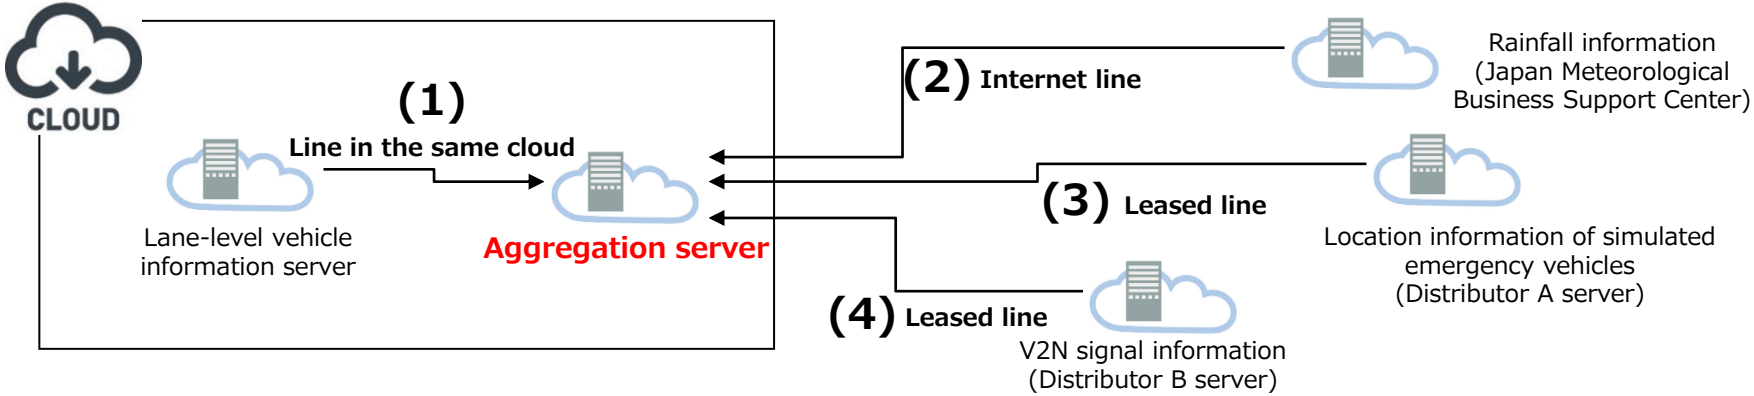 CLOUD
(1)
Line in the same cloud
Lane-level vehicle
information server
Aggregation server
(2) Internet line
Rainfall information
(Japan Meteorological
Business Support Center)
(3) Leased line
Location information of simulated
emergency vehicles
(Distributor A server)
(4) Leased line
V2N signal information
(Distributor B server)